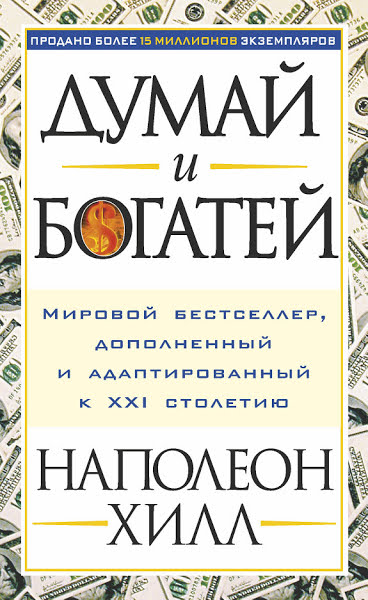 ПРОДАНО БОЛЕЕ 15 МИЛЛИОНОВ ЭКЗЕМПЛЯРОВ
ДУМАЙ
и
БОГАТЕЙ
МИРОВОЙ БЕСТСЕЛЛЕР,
ДОПОЛНЕННЫЙ
И АДАПТИРОВАННЫЙ
К XXI СТОЛЕТИЮ
НАПОЛЕОН
ХИЛЛ